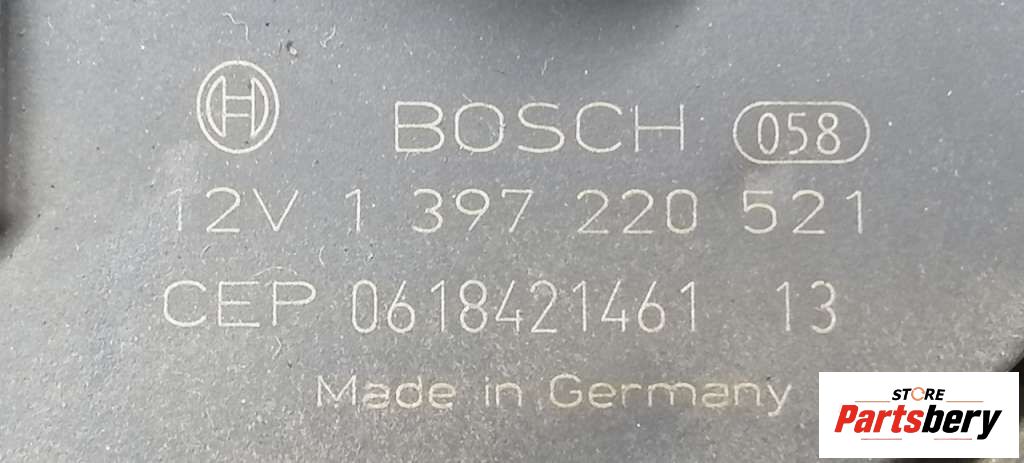 BOSCH 058
12V 1 397 220 521
CEP 0618421461 13
Made in Germany
STORE
Partsbery